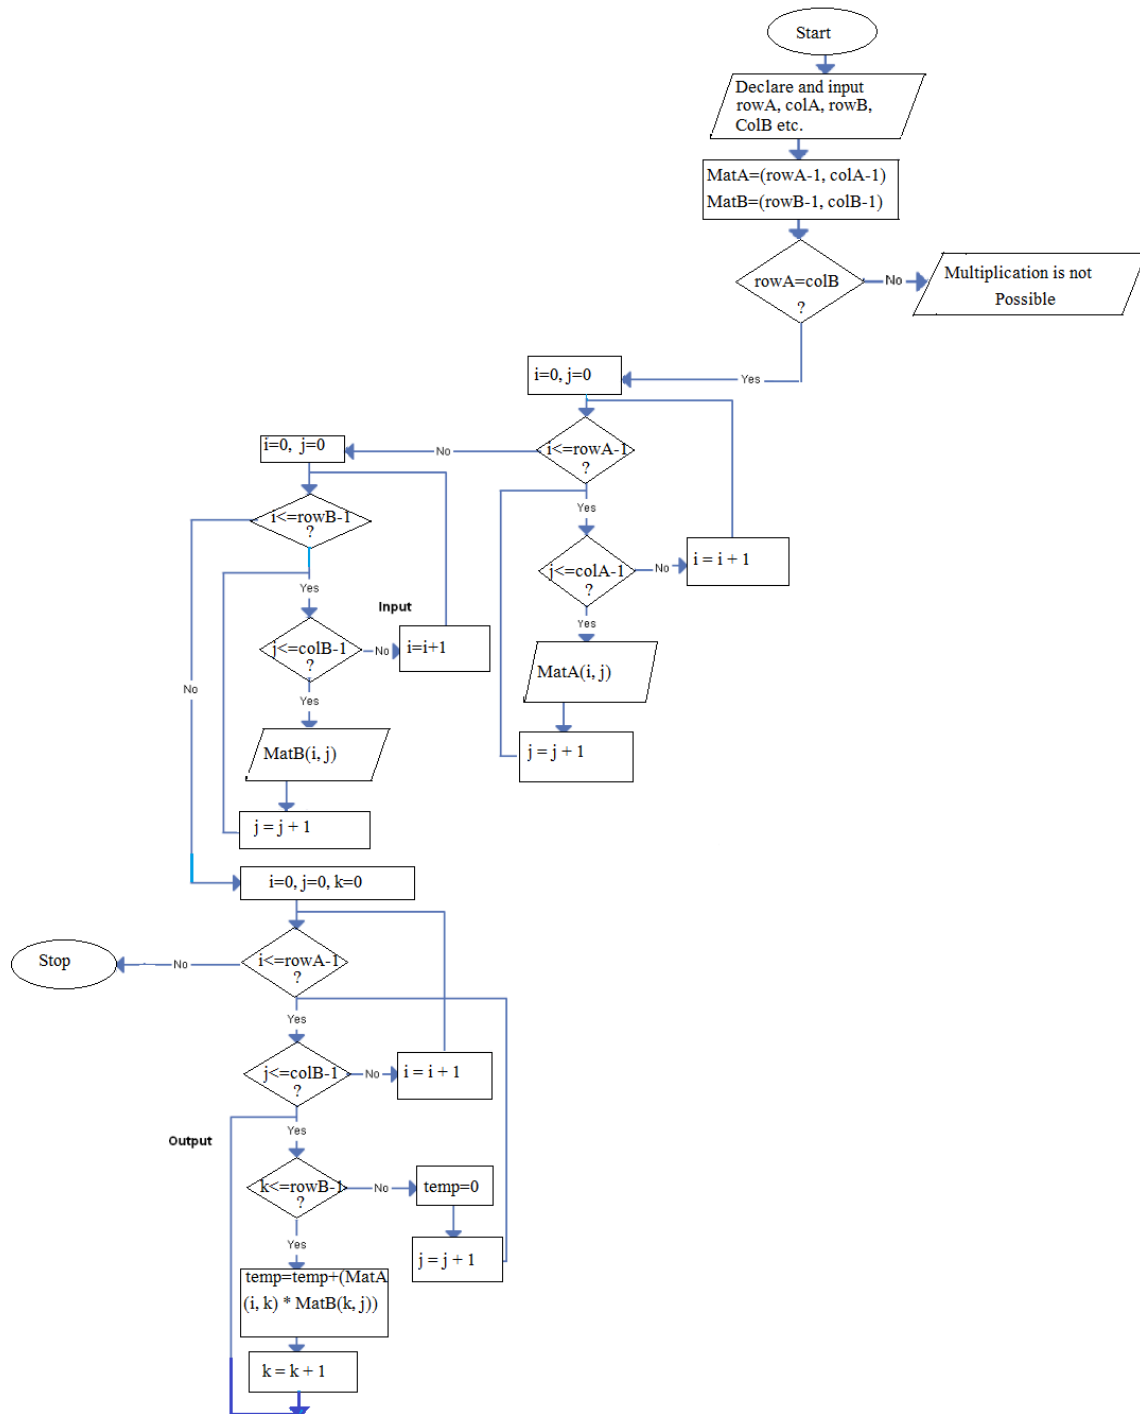 Start
Declare and input
rowA, colA, rowB,
ColB etc.
MatA=(rowA-1, colA-1)
MatB=(rowB-1, colB-1)
rowA=colB
?
No
Multiplication is not
Possible
Yes
i=0, j=0
i<=rowA-1
?
No
Yes
j<=colA-1
?
No
i = i + 1
Yes
MatA(i, j)
j = j + 1
i=0, j=0
i<=rowB-1
?
No
Yes
Input
j<=colB-1
?
No
i=i+1
Yes
MatB(i, j)
j = j + 1
i=0, j=0, k=0
i<=rowA-1
?
No
Stop
Yes
j<=colB-1
?
No
i = i + 1
Output
Yes
k<=rowB-1
?
No
temp=0
j = j + 1
Yes
temp=temp+(MatA
(i, k) * MatB(k, j))
k = k + 1